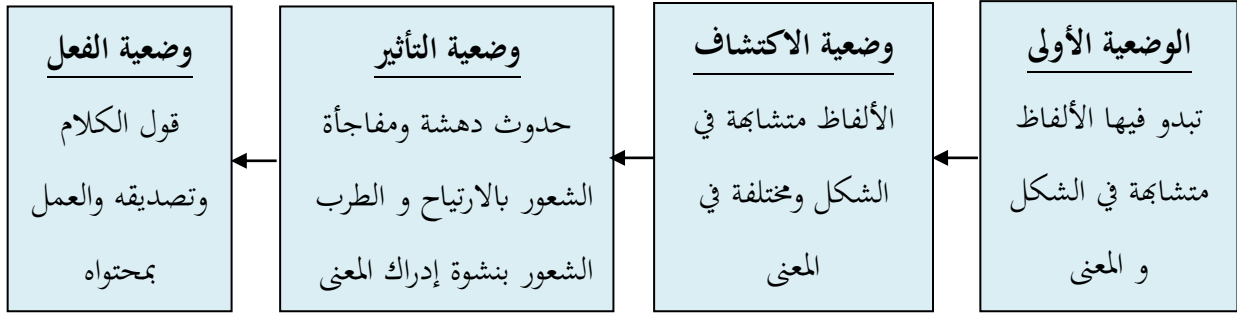 الوضعية الأولى
تبدو فيها الألفاظ
متشابهة في الشكل
و المعنى
وضعية الاكتشاف
الألفاظ متشابهة في
الشكل ومختلفة في
المعنى
وضعية التأثير
حدوث دهشة ومفاجأة
الشعور بالارتياح و الطرب
الشعور بنشوة إدراك المعنى
وضعية الفعل
قول الكلام
وتصديقه والعمل
بمحتواه